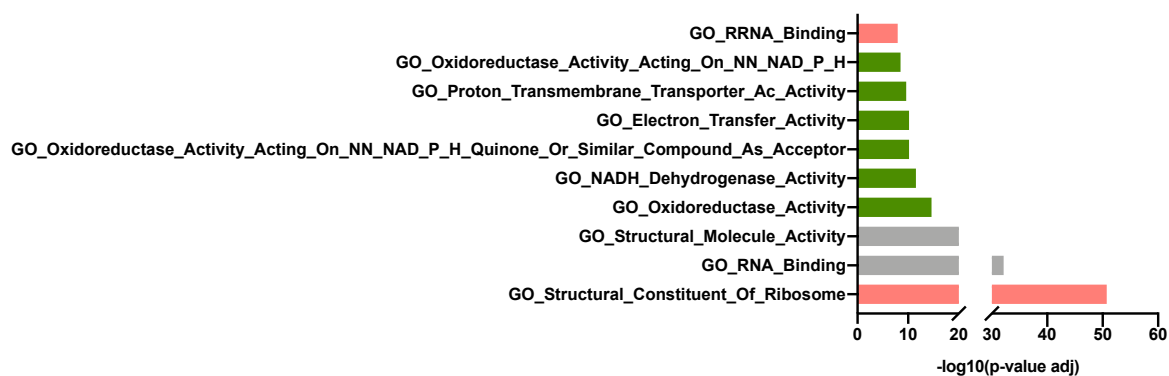 GO_RRNA_Binding
GO_Oxidoreductase_Activity_Acting_On_NN_NAD_P_H
GO_Proton_Transmembrane_Transporter_Ac_Activity
GO_Electron_Transfer_Activity
GO_Oxidoreductase_Activity_Acting_On_NN_NAD_P_H_Quinone_Or_Similar_Compound_As_Acceptor
GO_NADH_Dehydrogenase_Activity
GO_Oxidoreductase_Activity
GO_Structural_Molecule_Activity
GO_RNA_Binding
GO_Structural_Constituent_Of_Ribosome
0 10 20 30 40 50 60
-log10(p-value adj)